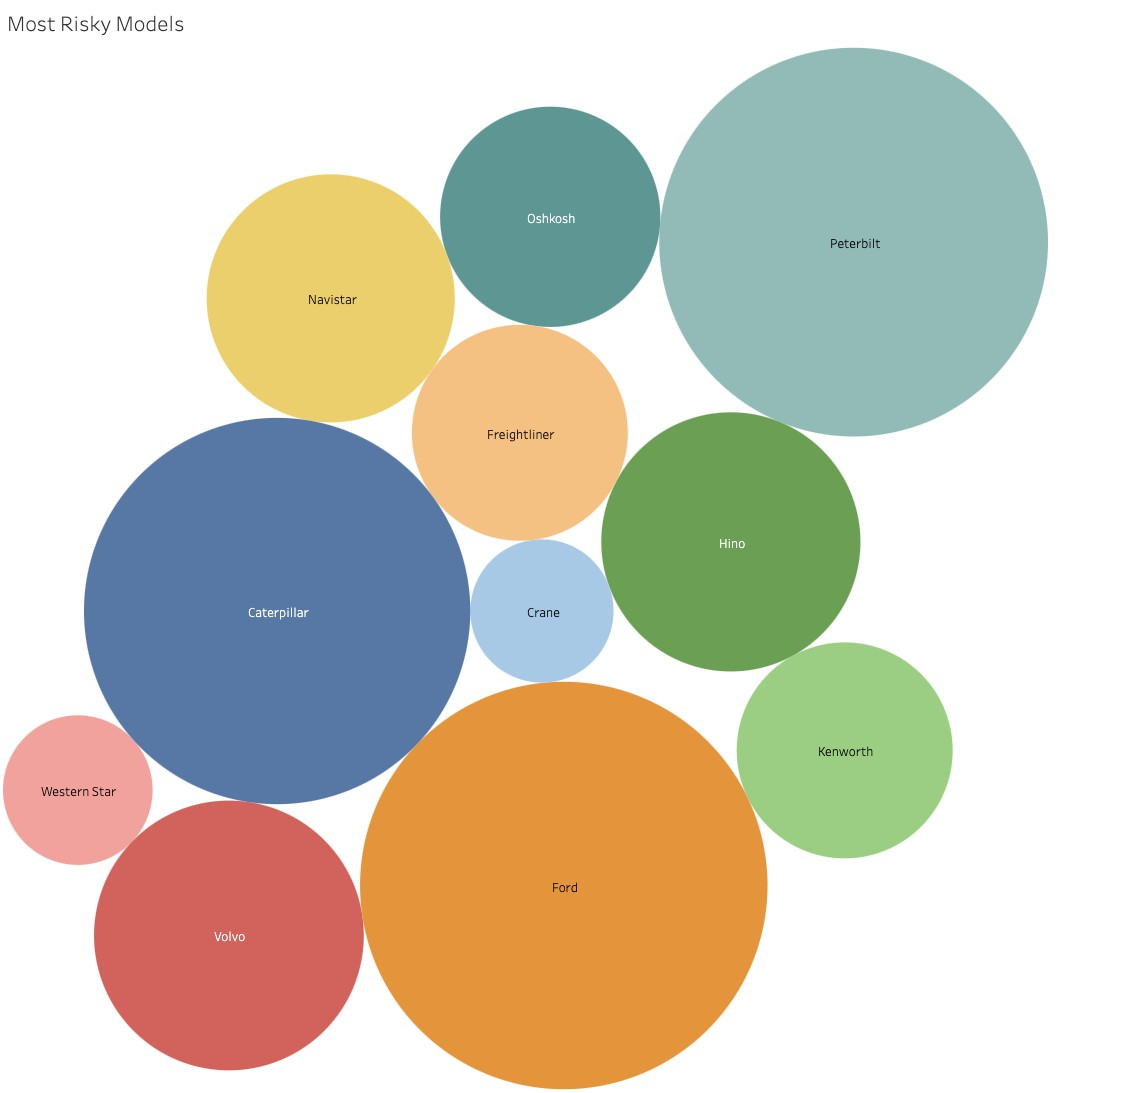 Most Risky Models
Oshkosh
Peterbilt
Navistar
Freightliner
Hino
Caterpillar
Crane
Kenworth
Western Star
Ford
Volvo